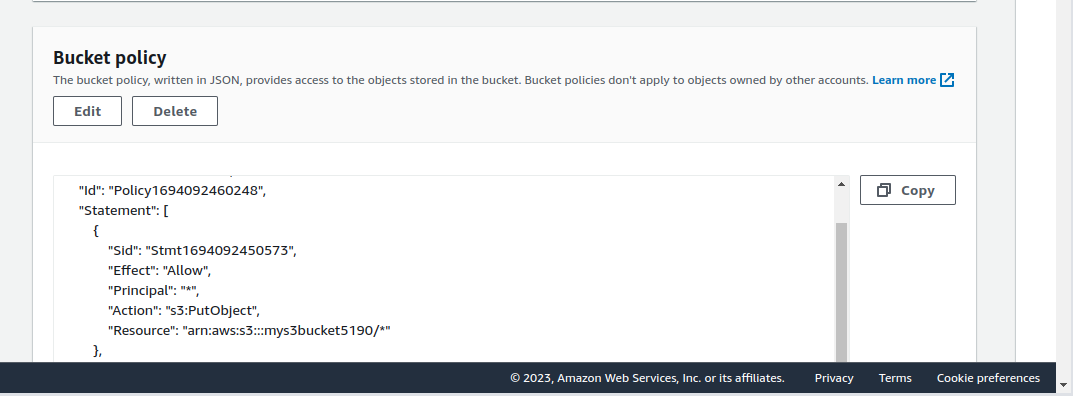 Bucket policy
The bucket policy, written in JSON, provides access to the objects stored in the bucket. Bucket policies don't apply to objects owned by other accounts. Learn more
Edit Delete
"Id": "Policy1694092460248",
Copy
"Statement": [
{
"Sid": "Stmt1694092450573",
"Effect": "Allow",
"Principal": "*",
"Action": "s3:PutObject",
"Resource": "arn:aws:s3:::mys3bucket5190/*"
},
© 2023, Amazon Web Services, Inc. or its affiliates. Privacy Terms Cookie preferences